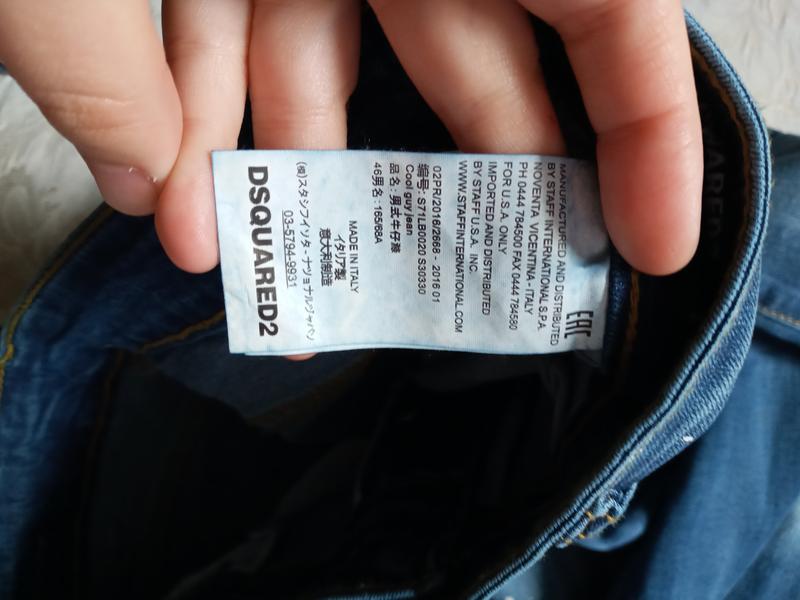 EAC
MANUFACTURED AND DISTRIBUTED
BY STAFF INTERNATIONAL S.P.A.
NOVENTA VICENTINA - ITALY
PH 0444 784500 FAX 0444 784580
FOR U.S.A. ONLY
IMPORTED AND DISTRIBUTED
BY STAFF U.S.A. INC.
WWW.STAFFINTERNATIONAL.COM
02PR/2016/2668 - 2016 01
编号: S71LB0020 S30330
Cool guy jean
品名: 男式牛仔裤
46男名: 165/68A
MADE IN ITALY
イタリア製
意大利制造
(株)スタッフインターナショナルジャパン
03-5794-9931
DSQUARED2